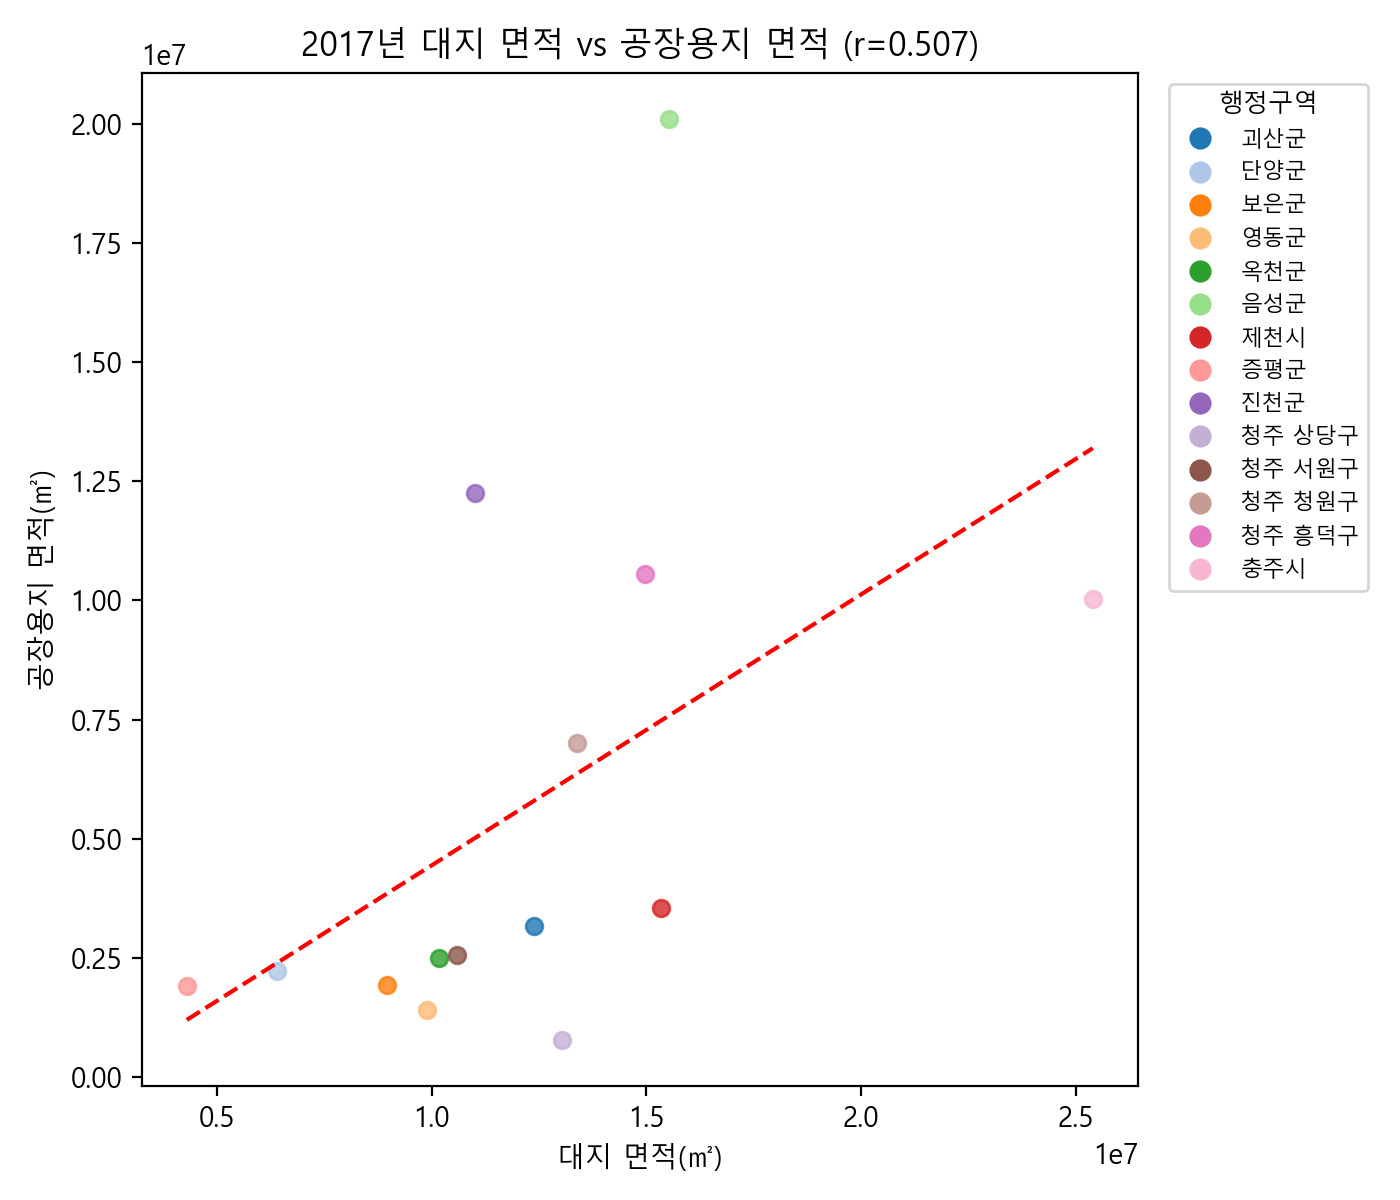 2017년 대지 면적 vs 공장용지 면적 (r=0.507)
1e7
2.00
1.75
1.50
1.25
1.00
0.75
0.50
0.25
0.00
공장용지 면적(㎡)
0.5
1.0
1.5
2.0
2.5
1e7
대지 면적(㎡)
행정구역
괴산군
단양군
보은군
영동군
옥천군
음성군
제천시
증평군
진천군
청주 상당구
청주 서원구
청주 청원구
청주 흥덕구
충주시